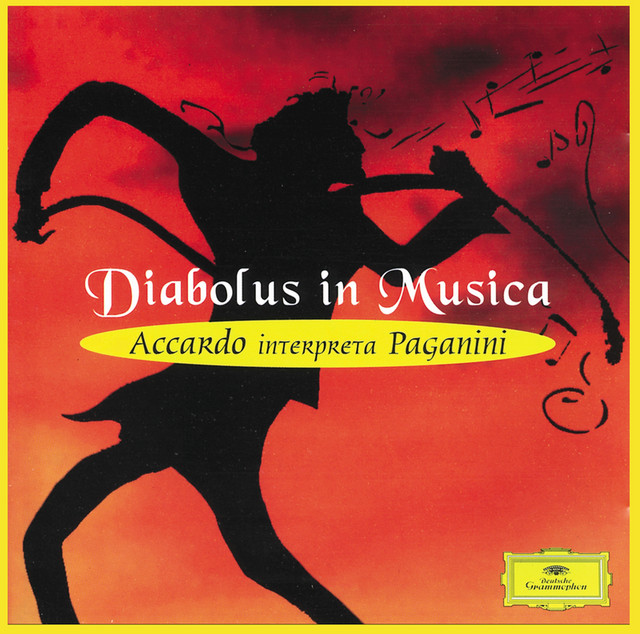 Diabolus in Musica
Accardo interpreta Paganini
Deutsche
Grammophon